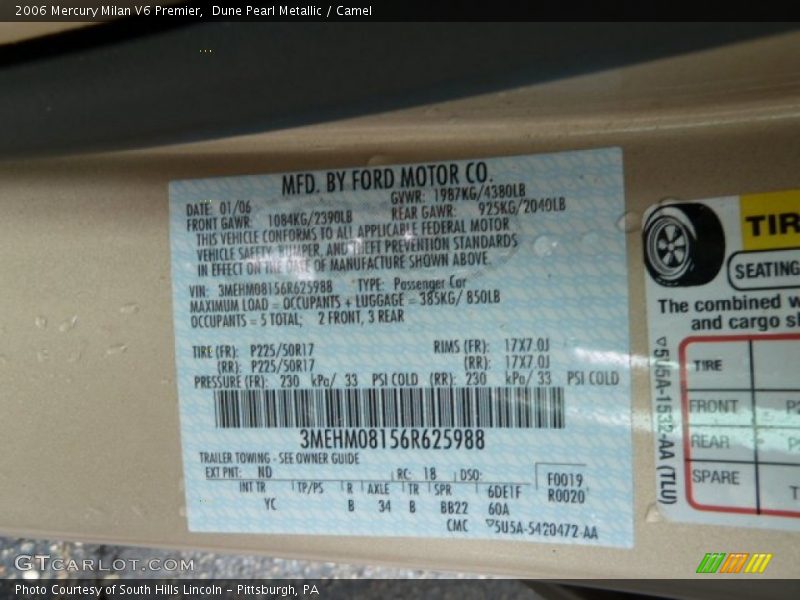 2006 Mercury Milan V6 Premier, Dune Pearl Metallic / Camel
MFD. BY FORD MOTOR CO.
DATE: 01/06 GVWR: 1987KG/4380LB
FRONT GAWR: 1084KG/2390LB REAR GAWR: 925KG/2040LB
THIS VEHICLE CONFORMS TO ALL APPLICABLE FEDERAL MOTOR
VEHICLE SAFETY, BUMPER, AND THEFT PREVENTION STANDARDS
IN EFFECT ON THE DATE OF MANUFACTURE SHOWN ABOVE.
VIN: 3MEHM08156R625988 TYPE: Passenger Car
MAXIMUM LOAD = OCCUPANTS + LUGGAGE = 385KG/ 850LB
OCCUPANTS = 5 TOTAL; 2 FRONT, 3 REAR
TIRE (FR): P225/50R17 RIMS (FR): 17X7.0J
(RR): P225/50R17 (RR): 17X7.0J
PRESSURE (FR): 230 kPa/ 33 PSI COLD (RR): 230 kPa/ 33 PSI COLD
3MEHM08156R625988
TRAILER TOWING - SEE OWNER GUIDE
EXT PNT: ND RC: 18 DSO: F0019
INT TR TP/PS R AXLE TR SPR 6DE1F R0020
YC B 34 B BB22 60A
CMC ▽5U5A-5420472-AA
TIR
SEATING
The combined w
and cargo sh
TIRE
FRONT P2
REAR P
SPARE T
▽5U5A-1532-AA (TLU)
GTCARLOT.COM
Photo Courtesy of South Hills Lincoln - Pittsburgh, PA